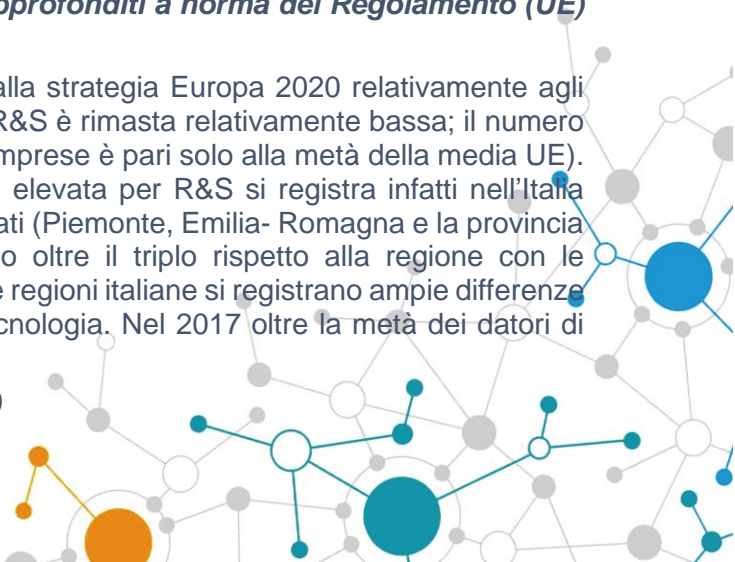 approfonditi a norma del Regolamento (UE)
alla strategia Europa 2020 relativamente agli
R&S è rimasta relativamente bassa; il numero
imprese è pari solo alla metà della media UE).
elevata per R&S si registra infatti nell'Italia
ati (Piemonte, Emilia- Romagna e la provincia
o oltre il triplo rispetto alla regione con le
e regioni italiane si registrano ampie differenze
cnologia. Nel 2017 oltre la metà dei datori di
)